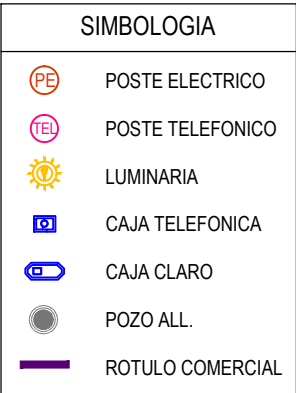 SIMBOLOGIA
PE POSTE ELECTRICO
TEL POSTE TELEFONICO
LUMINARIA
CAJA TELEFONICA
CAJA CLARO
POZO ALL.
ROTULO COMERCIAL